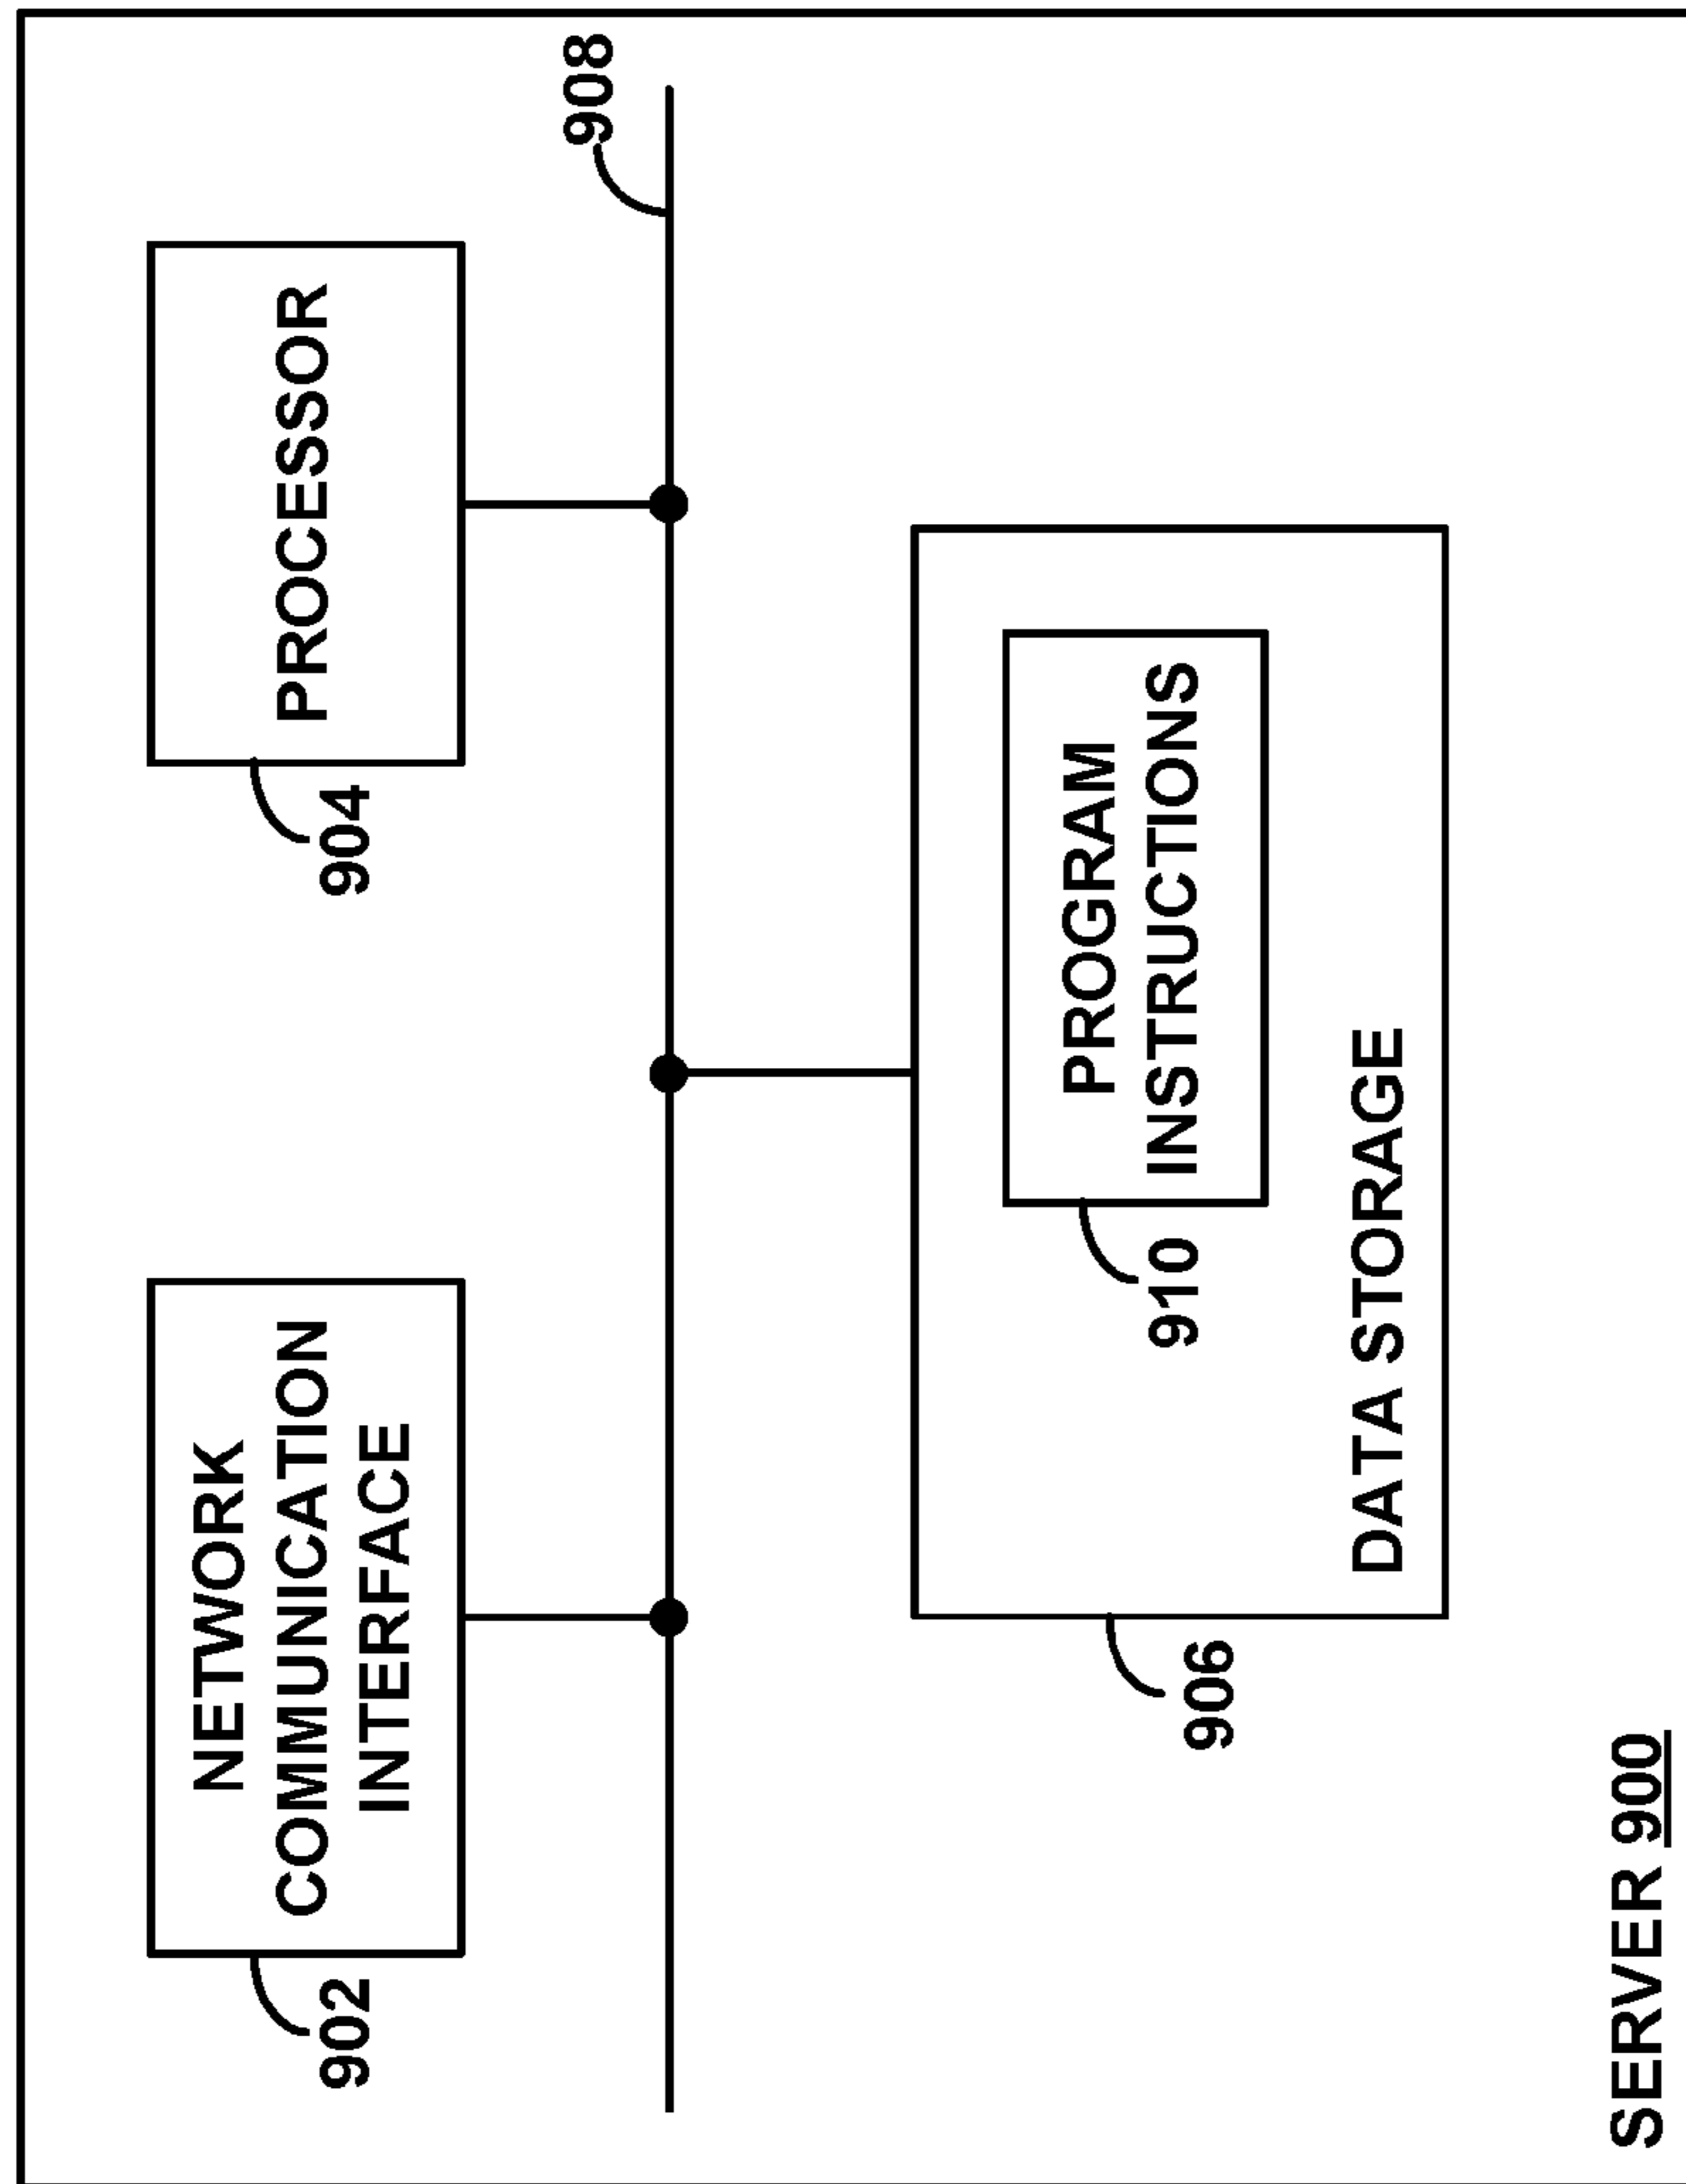 902
NETWORK
COMMUNICATION
INTERFACE
904
PROCESSOR
908
906
910
PROGRAM
INSTRUCTIONS
DATA STORAGE
SERVER 900